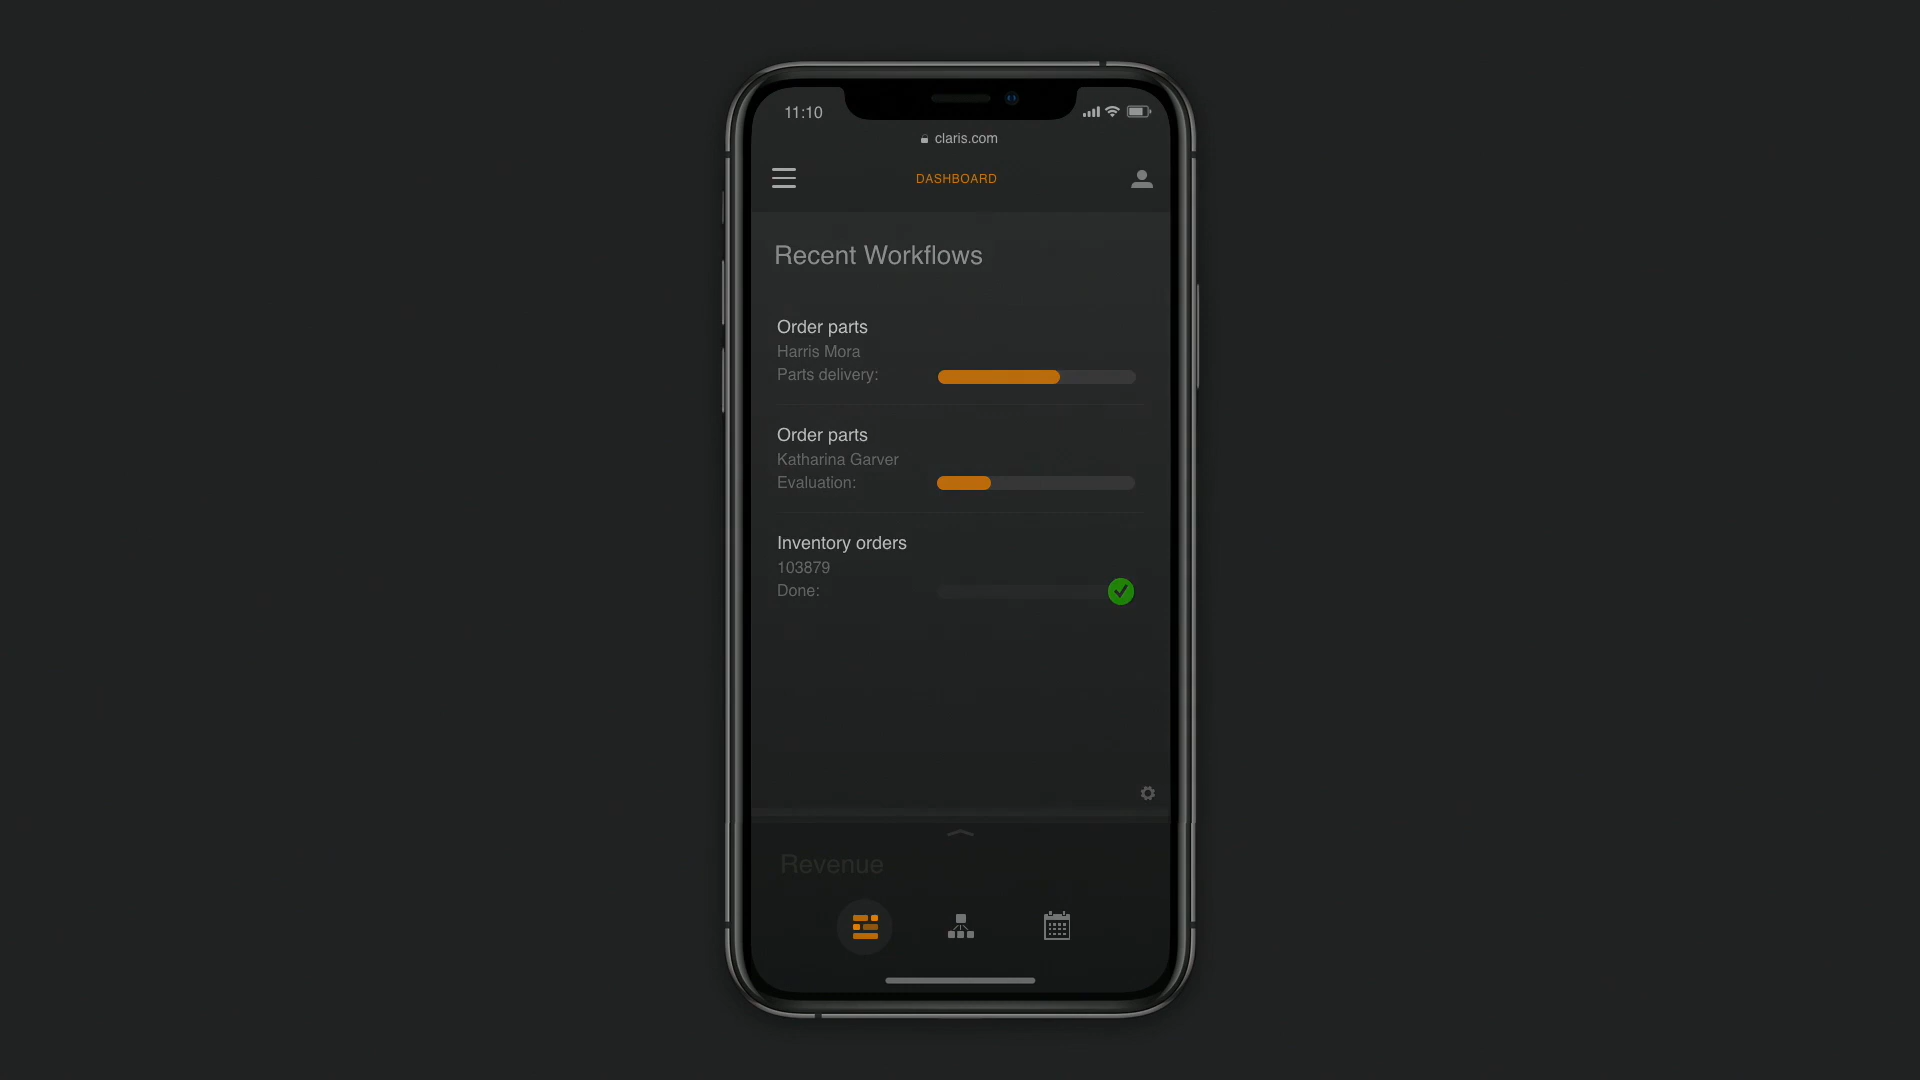 11:10
claris.com
DASHBOARD
Recent Workflows
Order parts
Harris Mora
Parts delivery:
Order parts
Katharina Garver
Evaluation:
Inventory orders
103879
Done:
Revenue